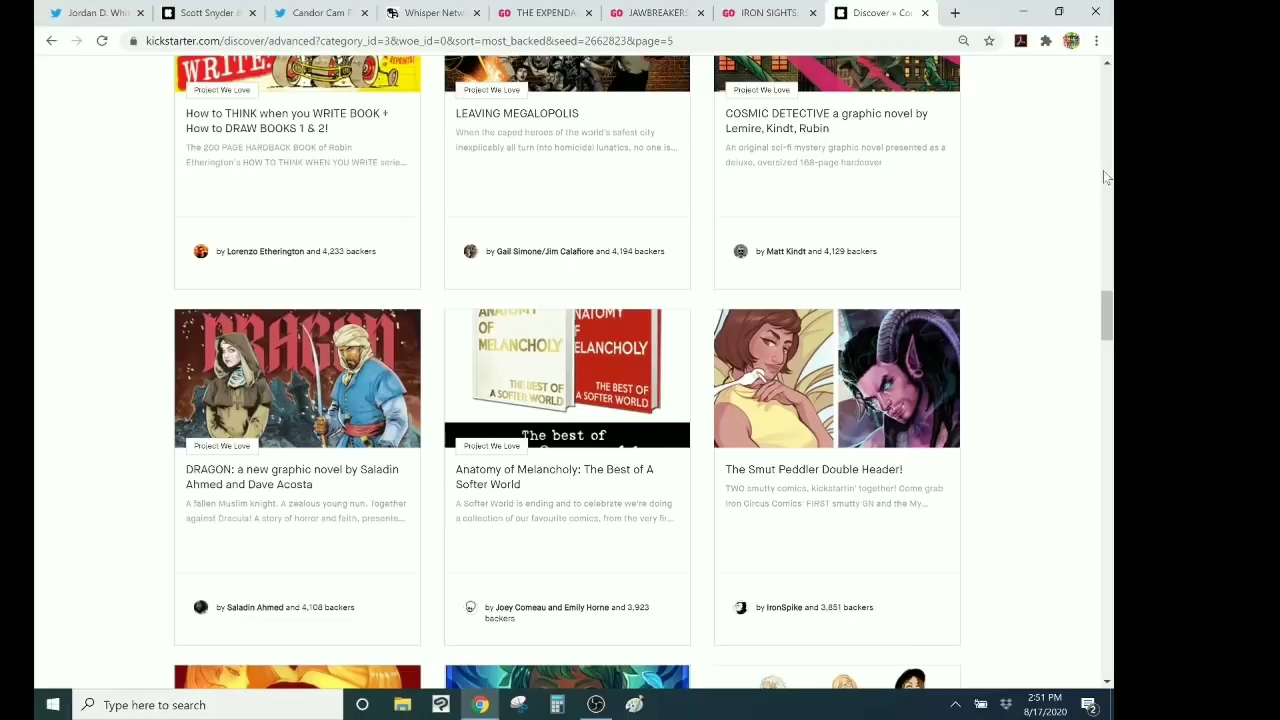 Jordan D. Whi
Scott Snyder &
Candor Cam F
Whisper Netw
THE EXPENDA
JAWBREAKERS
IRON SIGHTS.
Discover » Co
kickstarter.com/discover/advanced?category_id=3&woe_id=0&sort=most_backed&seed=2662823&page=5
WRITE!
REPRINTS!
Project We Love
Project We Love
Project We Love
How to THINK when you WRITE BOOK +
How to DRAW BOOKS 1 & 2!
The 200 PAGE HARDBACK BOOK of Robin
Etherington's HOW TO THINK WHEN YOU WRITE serie...
by Lorenzo Etherington and 4,233 backers
LEAVING MEGALOPOLIS
When the caped heroes of the world's safest city
inexplicably all turn into homicidal lunatics, no one is...
by Gail Simone/Jim Calafiore and 4,194 backers
COSMIC DETECTIVE a graphic novel by
Lemire, Kindt, Rubin
An original sci-fi mystery graphic novel presented as a
deluxe, oversized 168-page hardcover
by Matt Kindt and 4,129 backers
DRAGON
Project We Love
DRAGON: a new graphic novel by Saladin
Ahmed and Dave Acosta
A fallen Muslim knight. A zealous young nun. Together
against Dracula! A story of horror and faith, presente...
by Saladin Ahmed and 4,108 backers
ANATOMY
OF
MELANCHOLY
THE BEST OF
A SOFTER WORLD
NATOMY
F
ELANCHOLY
THE BEST OF
A SOFTER WORLD
The best of
Project We Love
Anatomy of Melancholy: The Best of A
Softer World
A Softer World is ending and to celebrate we're doing
a collection of our favourite comics, from the very fir...
by Joey Comeau and Emily Horne and 3,923
backers
The Smut Peddler Double Header!
TWO smutty comics, kickstartin' together! Come grab
Iron Circus Comics' FIRST smutty GN and the My...
by IronSpike and 3,851 backers
Type here to search
2:51 PM
8/17/2020
2